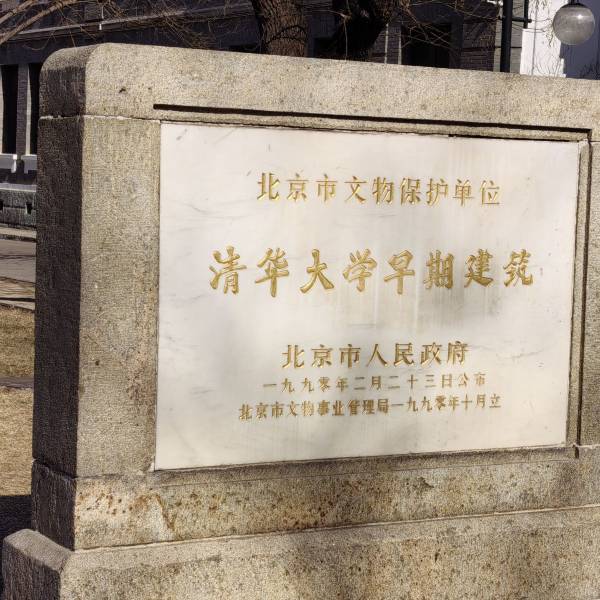 北京市文物保护单位
清华大学早期建筑
北京市人民政府
一九九零年二月二十三日公布
北京市文物事业管理局一九九零年十月立